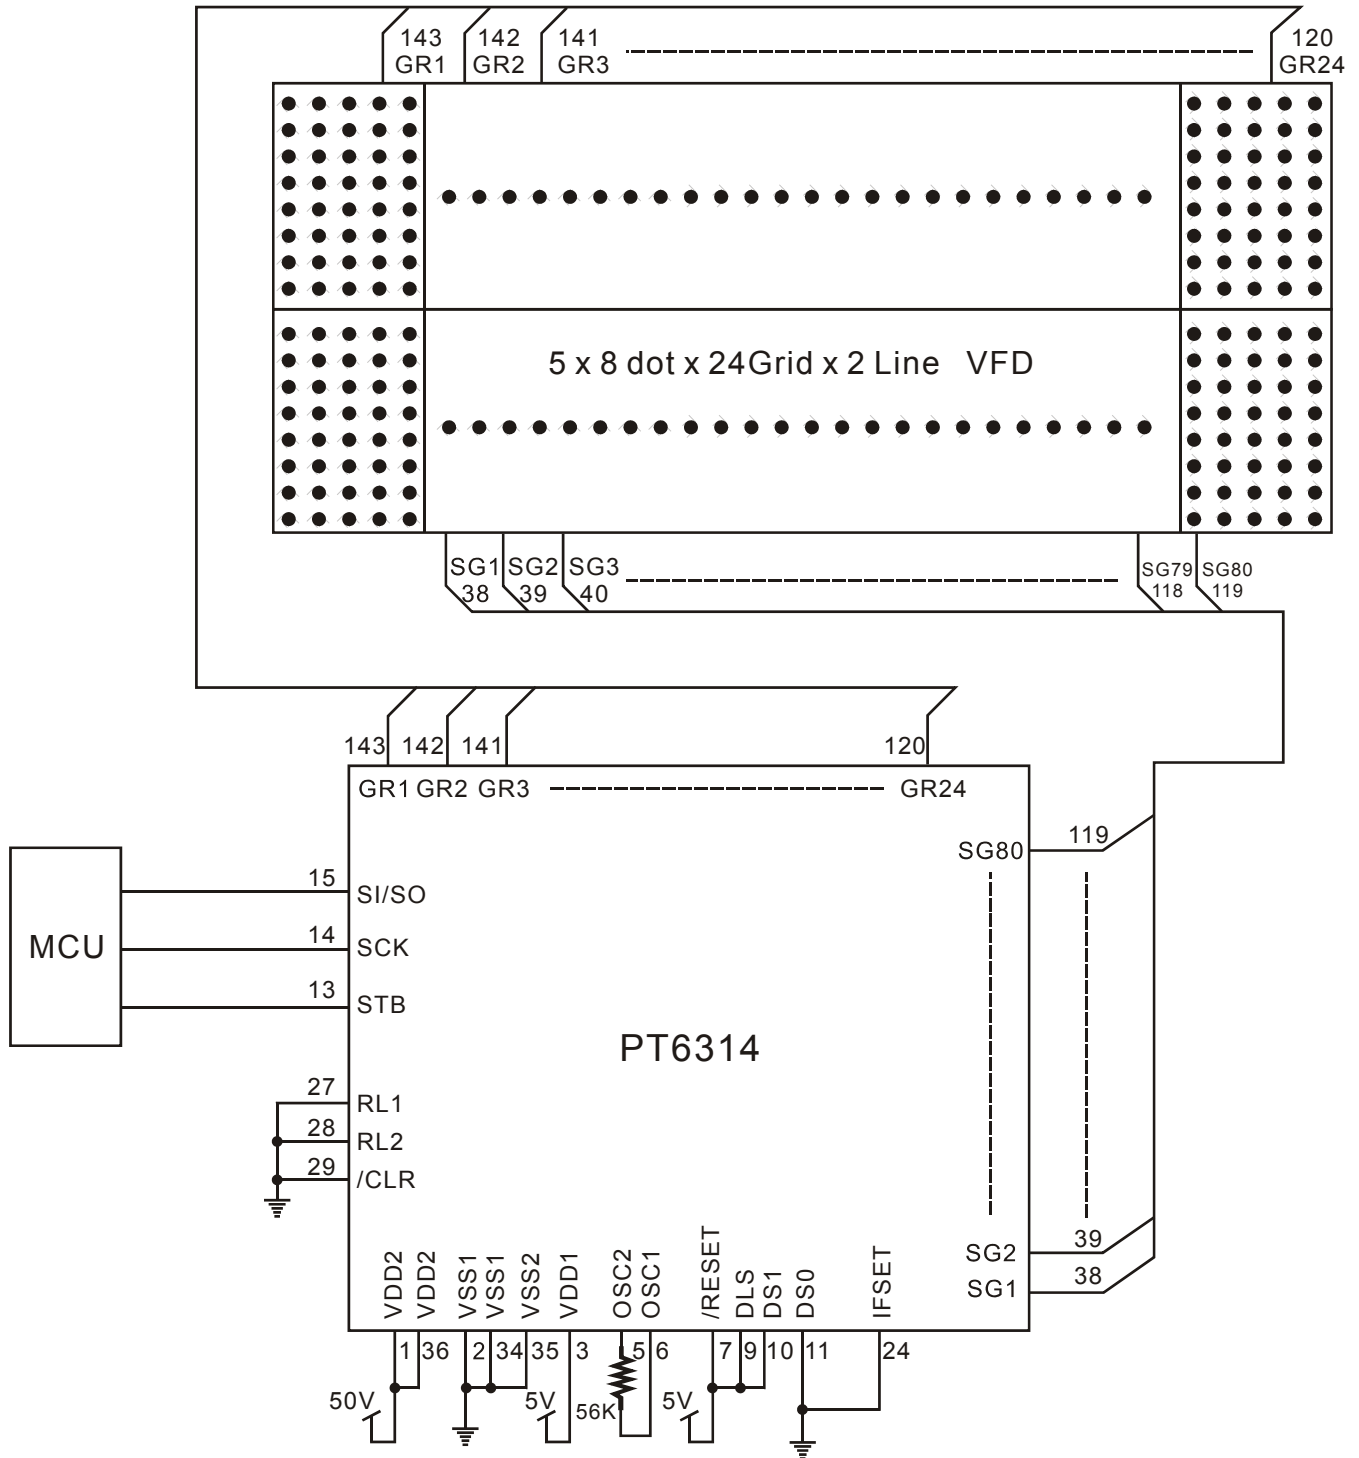 143 142 141 120
GR1 GR2 GR3 GR24
5 x 8 dot x 24Grid x 2 Line VFD
SG1 SG2 SG3 SG79 SG80
38 39 40 118 119
143 142 141 120
GR1 GR2 GR3 GR24
119
SG80
MCU
15
SI/SO
14
SCK
13
STB
PT6314
27
RL1
28
RL2
29
/CLR
39
SG2
38
SG1
VDD2 VDD2 VSS1 VSS1 VSS2 VDD1 OSC2 OSC1 /RESET DLS DS1 DS0 IFSET
1 36 2 34 35 3 5 6 7 9 10 11 24
50V 5V 56K 5V